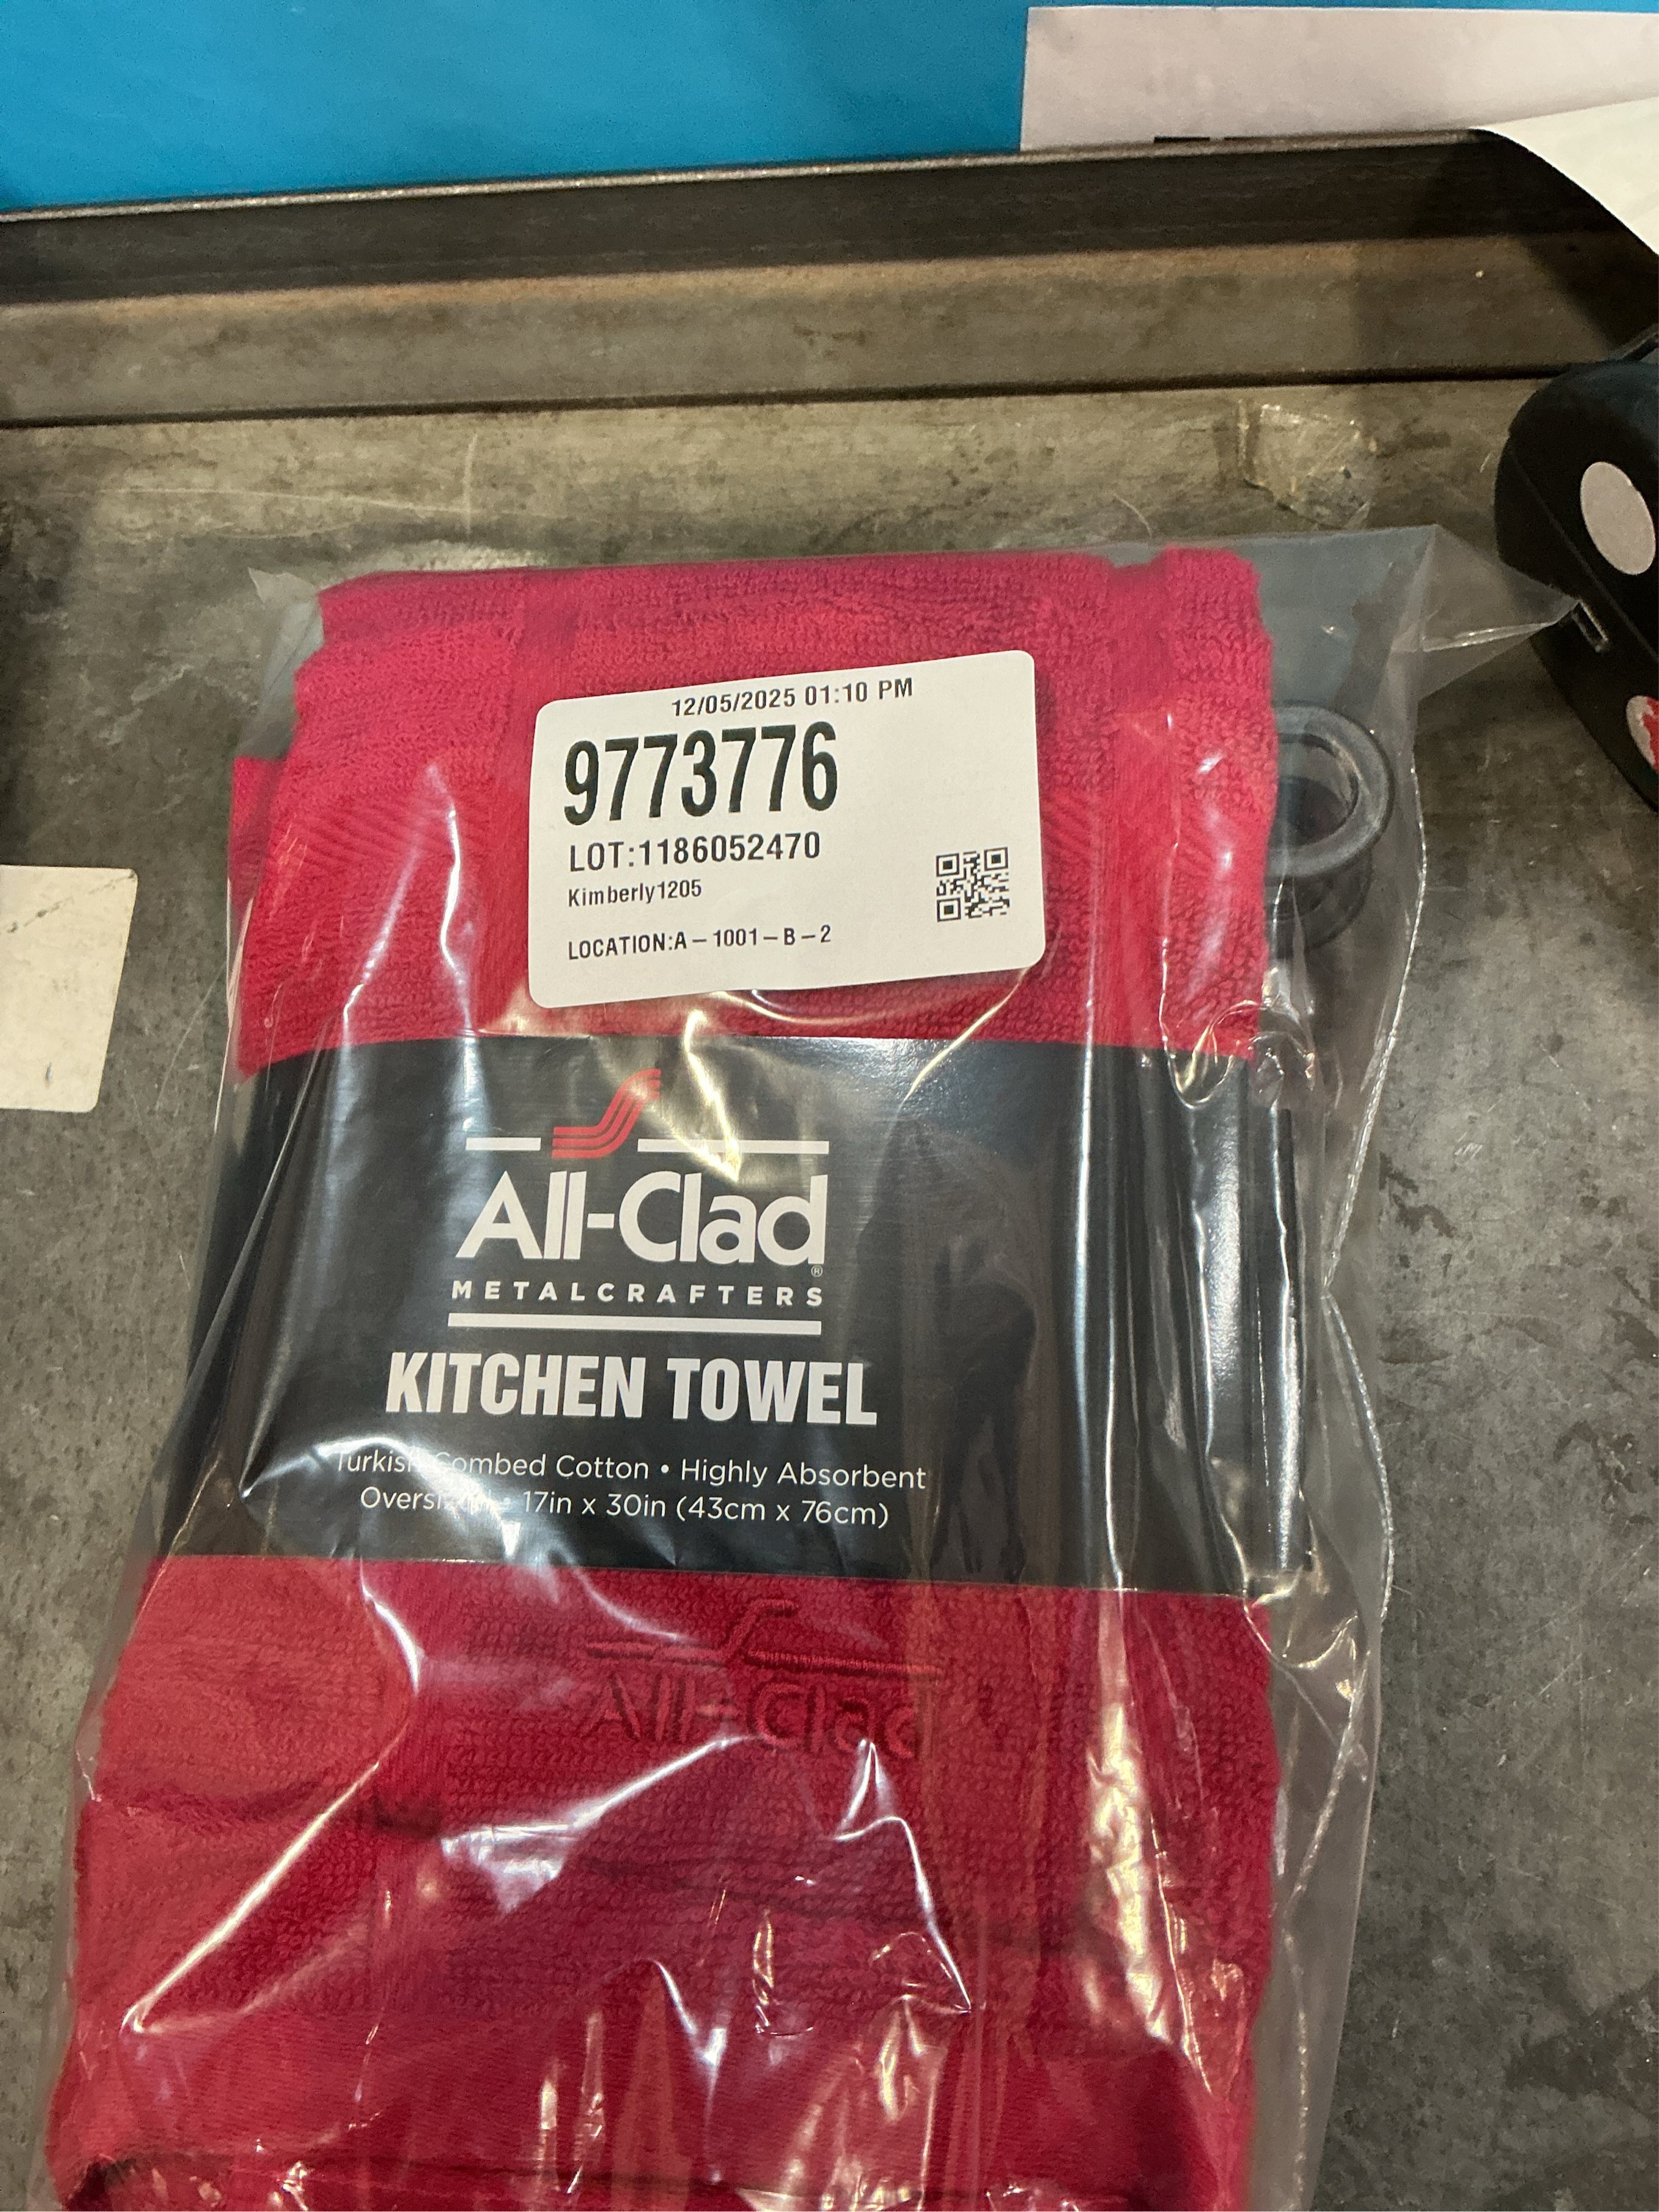 12/05/2025 01:10 PM
9773776
LOT:1186052470
Kimberly1205
LOCATION:A-1001-B-2
All-Clad®
METALCRAFTERS
KITCHEN TOWEL
Turkish Combed Cotton • Highly Absorbent
17in x 30in (43cm x 76cm)
All-Clad